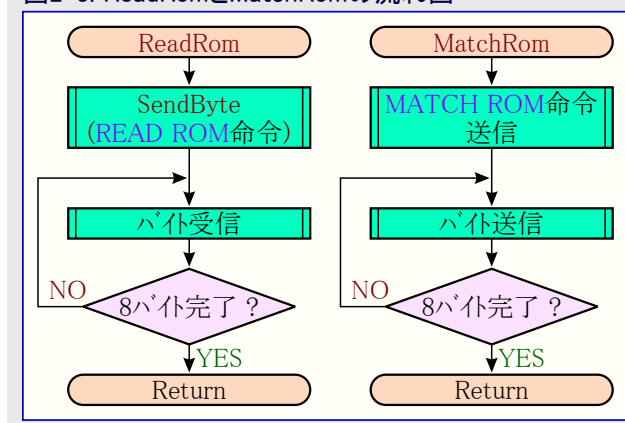 ReadRom
SendByte
(READ ROM命令)
バイト受信
NO
8バイト完了 ?
YES
Return
MatchRom
MATCH ROM命令
送信
バイト送信
NO
8バイト完了 ?
YES
Return